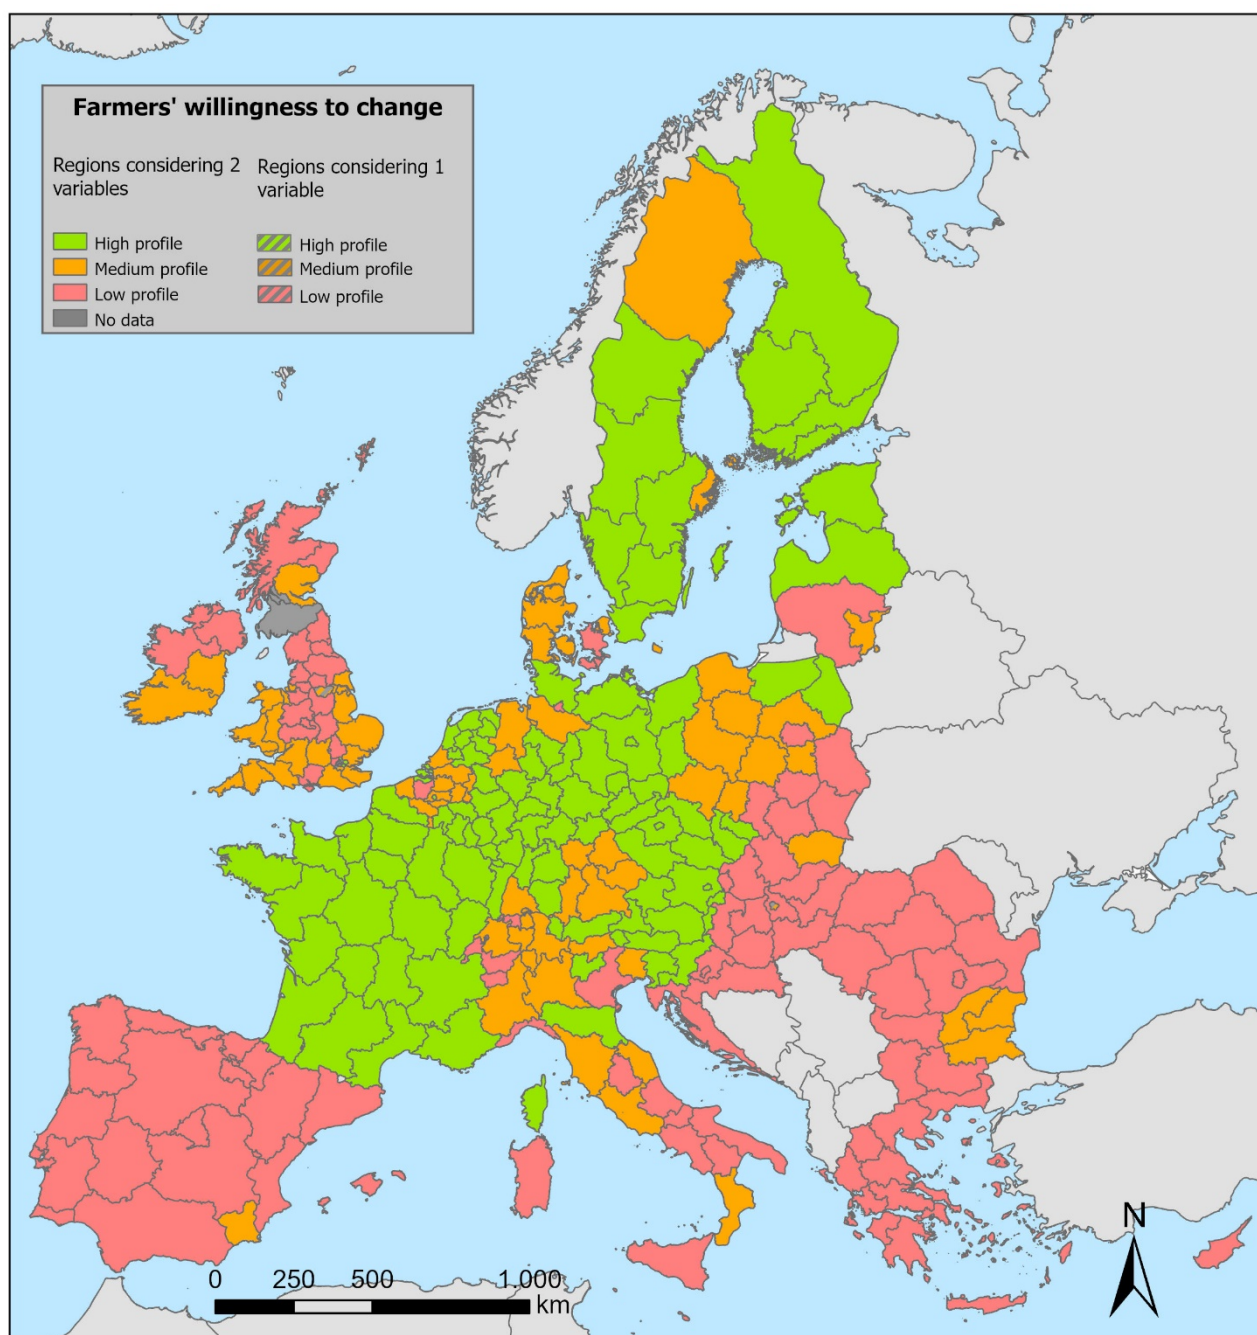 Farmers' willingness to change
Regions considering 2
variables
High profile
Medium profile
Low profile
No data
Regions considering 1
variable
High profile
Medium profile
Low profile
0 250 500 1.000
km
N